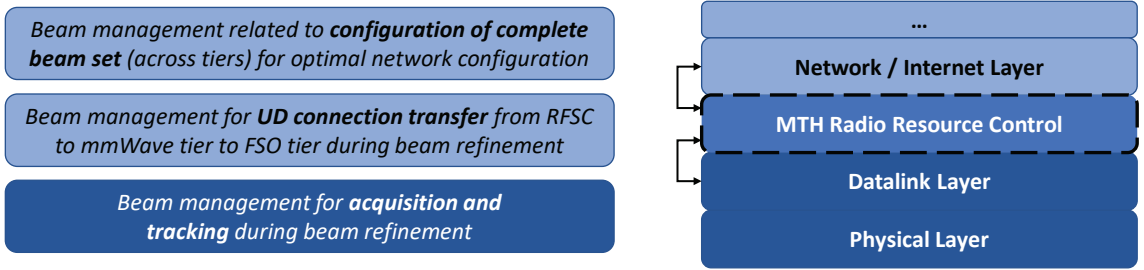 Beam management related to configuration of complete
beam set (across tiers) for optimal network configuration
Beam management for UD connection transfer from RFSC
to mmWave tier to FSO tier during beam refinement
Beam management for acquisition and
tracking during beam refinement
...
Network / Internet Layer
MTH Radio Resource Control
Datalink Layer
Physical Layer